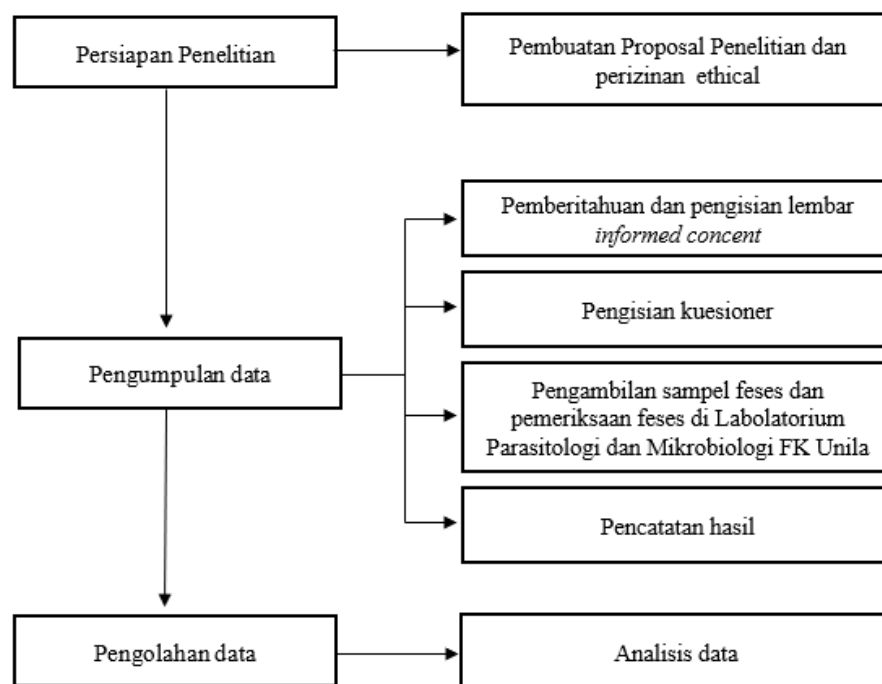 Persiapan Penelitian
Pembuatan Proposal Penelitian dan
perizinan ethical
Pemberitahuan dan pengisian lembar
informed concent
Pengisian kuesioner
Pengumpulan data
Pengambilan sampel feses dan
pemeriksaan feses di Labolatorium
Parasitologi dan Mikrobiologi FK Unila
Pencatatan hasil
Pengolahan data
Analisis data